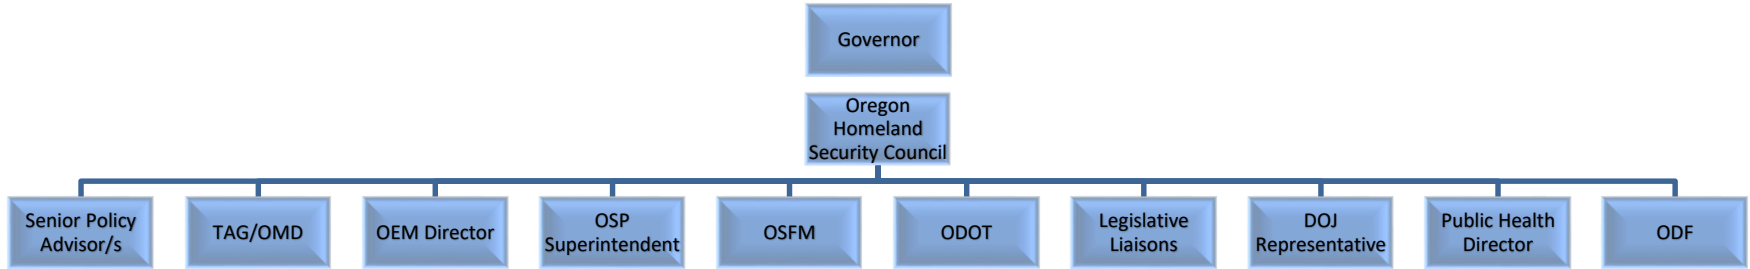 Governor
Oregon
Homeland
Security Council
Senior Policy
Advisor/s
TAG/OMD
OEM Director
OSP
Superintendent
OSFM
ODOT
Legislative
Liaisons
DOJ
Representative
Public Health
Director
ODF